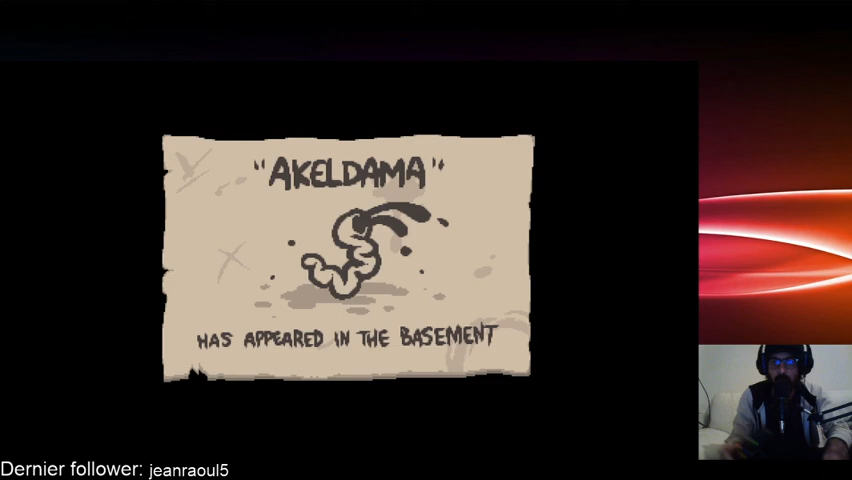 "AKELDAMA"
HAS APPEARED IN THE BASEMENT
Dernier follower: jeanraoul5